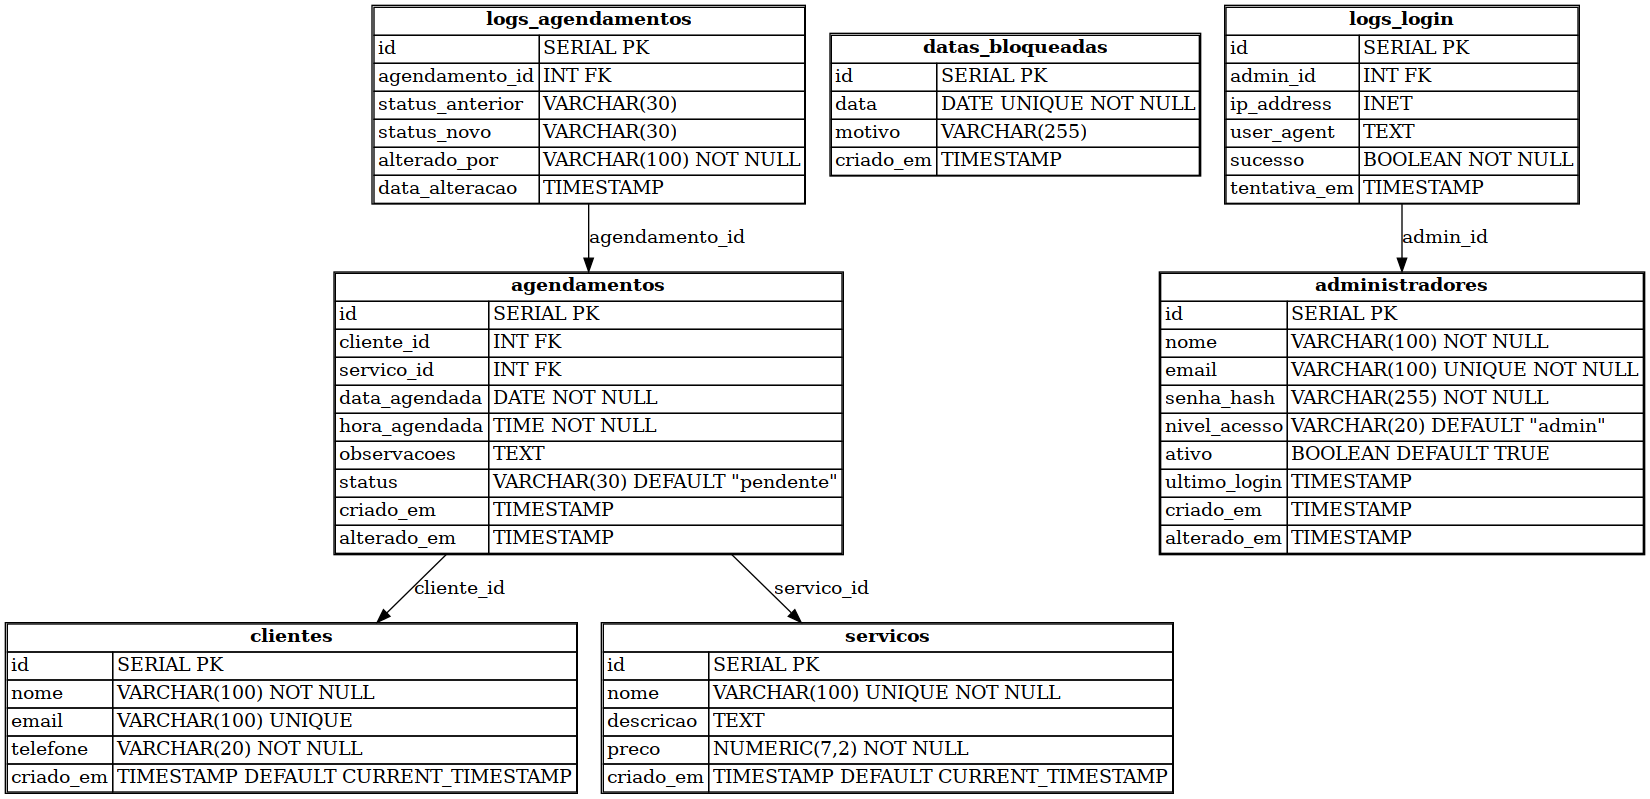 logs_agendamentos
id SERIAL PK
agendamento_id INT FK
status_anterior VARCHAR(30)
status_novo VARCHAR(30)
alterado_por VARCHAR(100) NOT NULL
data_alteracao TIMESTAMP
datas_bloqueadas
id SERIAL PK
data DATE UNIQUE NOT NULL
motivo VARCHAR(255)
criado_em TIMESTAMP
logs_login
id SERIAL PK
admin_id INT FK
ip_address INET
user_agent TEXT
sucesso BOOLEAN NOT NULL
tentativa_em TIMESTAMP
agendamento_id
admin_id
agendamentos
id SERIAL PK
cliente_id INT FK
servico_id INT FK
data_agendada DATE NOT NULL
hora_agendada TIME NOT NULL
observacoes TEXT
status VARCHAR(30) DEFAULT "pendente"
criado_em TIMESTAMP
alterado_em TIMESTAMP
administradores
id SERIAL PK
nome VARCHAR(100) NOT NULL
email VARCHAR(100) UNIQUE NOT NULL
senha_hash VARCHAR(255) NOT NULL
nivel_acesso VARCHAR(20) DEFAULT "admin"
ativo BOOLEAN DEFAULT TRUE
ultimo_login TIMESTAMP
criado_em TIMESTAMP
alterado_em TIMESTAMP
cliente_id
servico_id
clientes
id SERIAL PK
nome VARCHAR(100) NOT NULL
email VARCHAR(100) UNIQUE
telefone VARCHAR(20) NOT NULL
criado_em TIMESTAMP DEFAULT CURRENT_TIMESTAMP
servicos
id SERIAL PK
nome VARCHAR(100) UNIQUE NOT NULL
descricao TEXT
preco NUMERIC(7,2) NOT NULL
criado_em TIMESTAMP DEFAULT CURRENT_TIMESTAMP